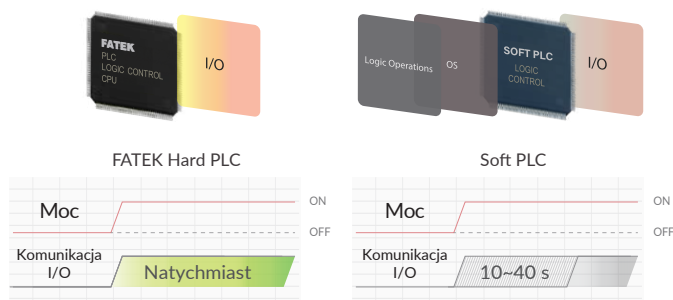 FATEK
PLC
LOGIC CONTROL
CPU
I/O
Logic Operations
OS
SOFT PLC
LOGIC
CONTROL
I/O
FATEK Hard PLC
Moc
ON
OFF
Komunikacja
I/O
Natychmiast
Soft PLC
Moc
ON
OFF
Komunikacja
I/O
10~40 s